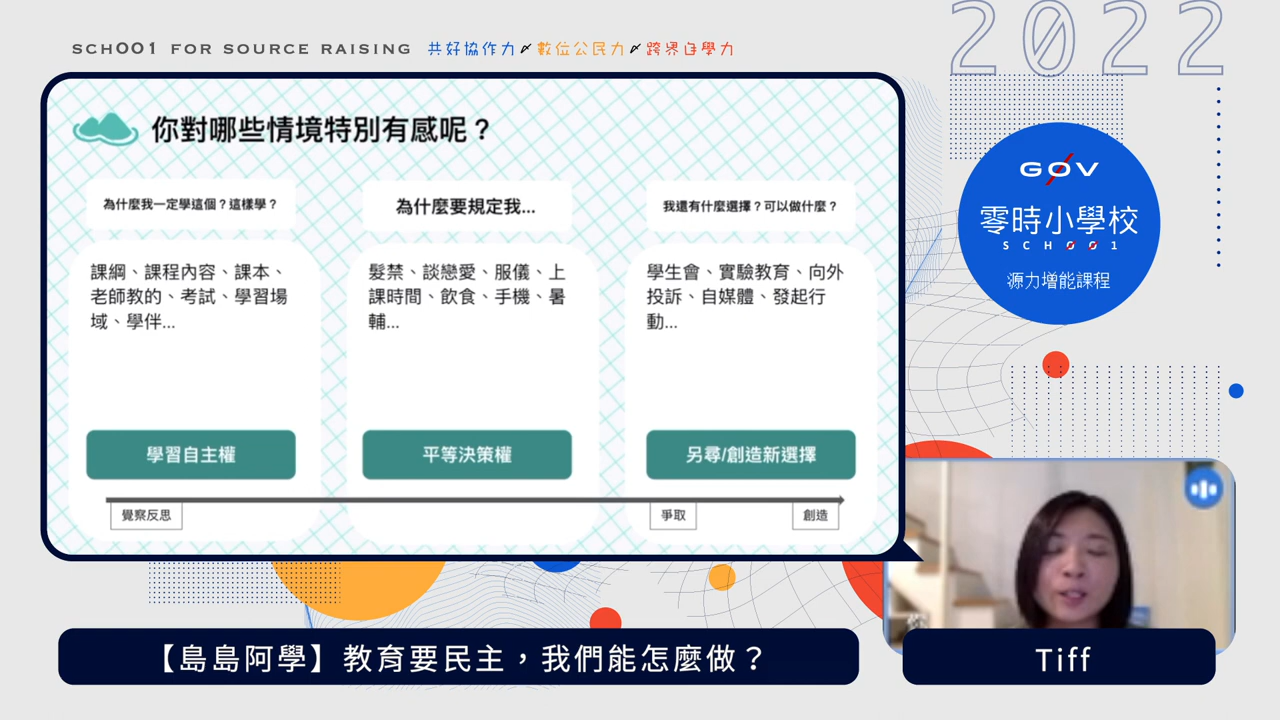 SCHOO1 FOR SOURCE RAISING 共好協作力 數位公民力 跨界自學力
2022
GOV
零時小學校
SCHOO1
源力增能課程
你對哪些情境特別有感呢？
為什麼我一定學這個？這樣學？
課綱、課程內容、課本、
老師教的、考試、學習場
域、學伴...
學習自主權
為什麼要規定我...
髮禁、談戀愛、服儀、上
課時間、飲食、手機、暑
輔...
平等決策權
我還有什麼選擇？可以做什麼？
學生會、實驗教育、向外
投訴、自媒體、發起行
動...
另尋/創造新選擇
覺察反思
爭取
創造
【島島阿學】教育要民主，我們能怎麼做？
Tiff